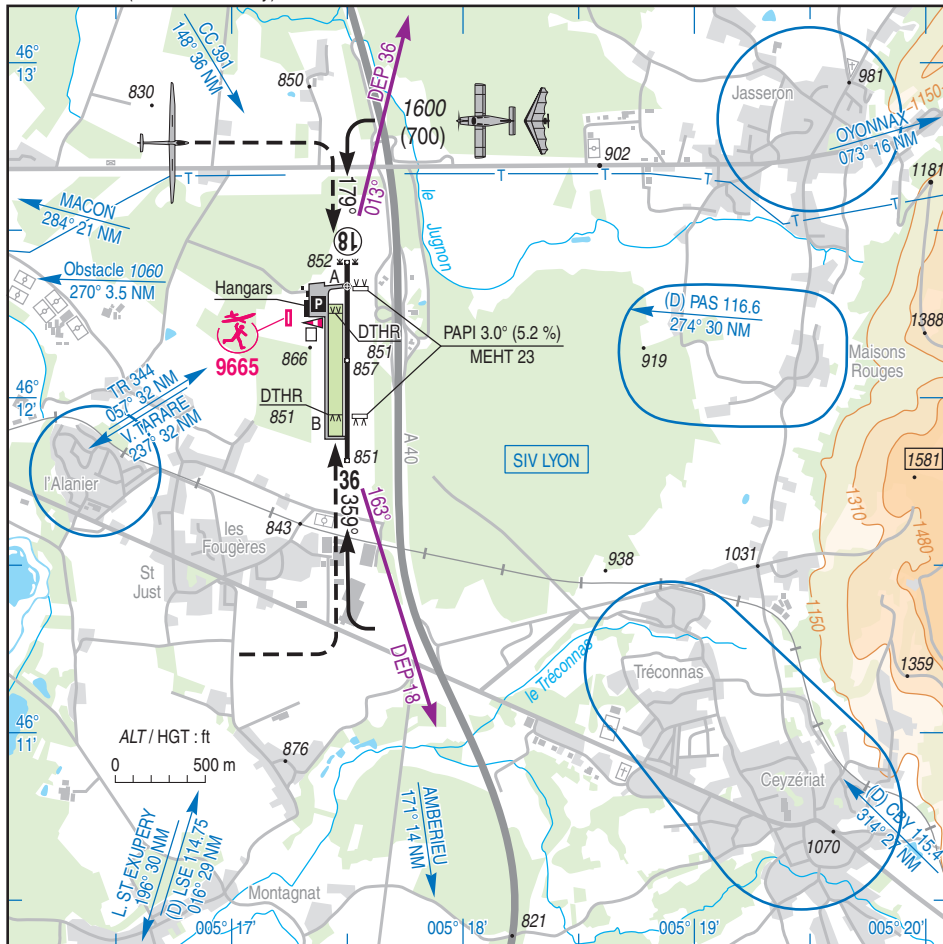 46°
13'
CC 391
148° 36 NM
830
850
DEP 36
013°
1600
(700)
179°
981
Jasseron
1150
OYONNAX
073° 16 NM
902
T
T
T
T
T
1181
MACON
284° 21 NM
le Jugnon
18
852
A
Obstacle 1060
270° 3.5 NM
Hangars
P
DTHR
851
PAPI 3.0° (5.2 %)
MEHT 23
(D) PAS 116.6
274° 30 NM
919
1388
Maisons
Rouges
866
857
9665
46°
12'
TR 344
057° 32 NM
V. TARARE
237° 32 NM
DTHR
851
B
A 40
851
SIV LYON
1581
l'Alanier
36
359°
163°
1310
1480
843
les
Fougères
St
Just
938
1031
1150
DEP 18
le Tréconnas
Tréconnas
1359
46°
11'
ALT / HGT : ft
0
500 m
876
Ceyzériat
(D) CBY 115.4
314° 27 NM
AMBERIEU
171° 14 NM
1070
L. ST EXUPERY
196° 30 NM
(D) LSE 114.75
016° 29 NM
Montagnat
821
005° 17'
005° 18'
005° 19'
005° 20'